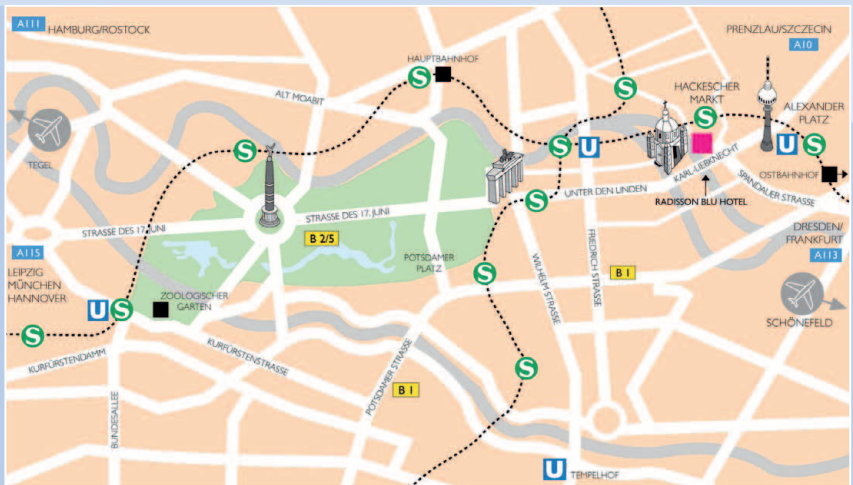 A111 HAMBURG/ROSTOCK
PRENZLAU/SZCZECIN
A10
HAUPTBAHNHOF
S
S
S
HACKESCHER
MARKT
S
ALEXANDER
PLATZ
ALT MOABIT
TEGEL
S
S
U
U
S
KARL-LIEBKNECHT
OSTBAHNHOF
SPANDAUER STRASSE
UNTER DEN LINDEN
S
RADISSON BLU HOTEL
STRASSE DES 17. JUNI
STRASSE DES 17. JUNI
B 2/5
A115
LEIPZIG
MÜNCHEN
HANNOVER
POTSDAMER
PLATZ
S
WILHELM STRASSE
FRIEDRICH STRASSE
B 1
DRESDEN/
FRANKFURT
A113
SCHÖNEFELD
U
S
ZOOLOGISCHER
GARTEN
S
KURFÜRSTENDAMM
KURFÜRSTENSTRASSE
BUNDESALLEE
POTSDAMER STRASSE
B 1
S
U
TEMPELHOF